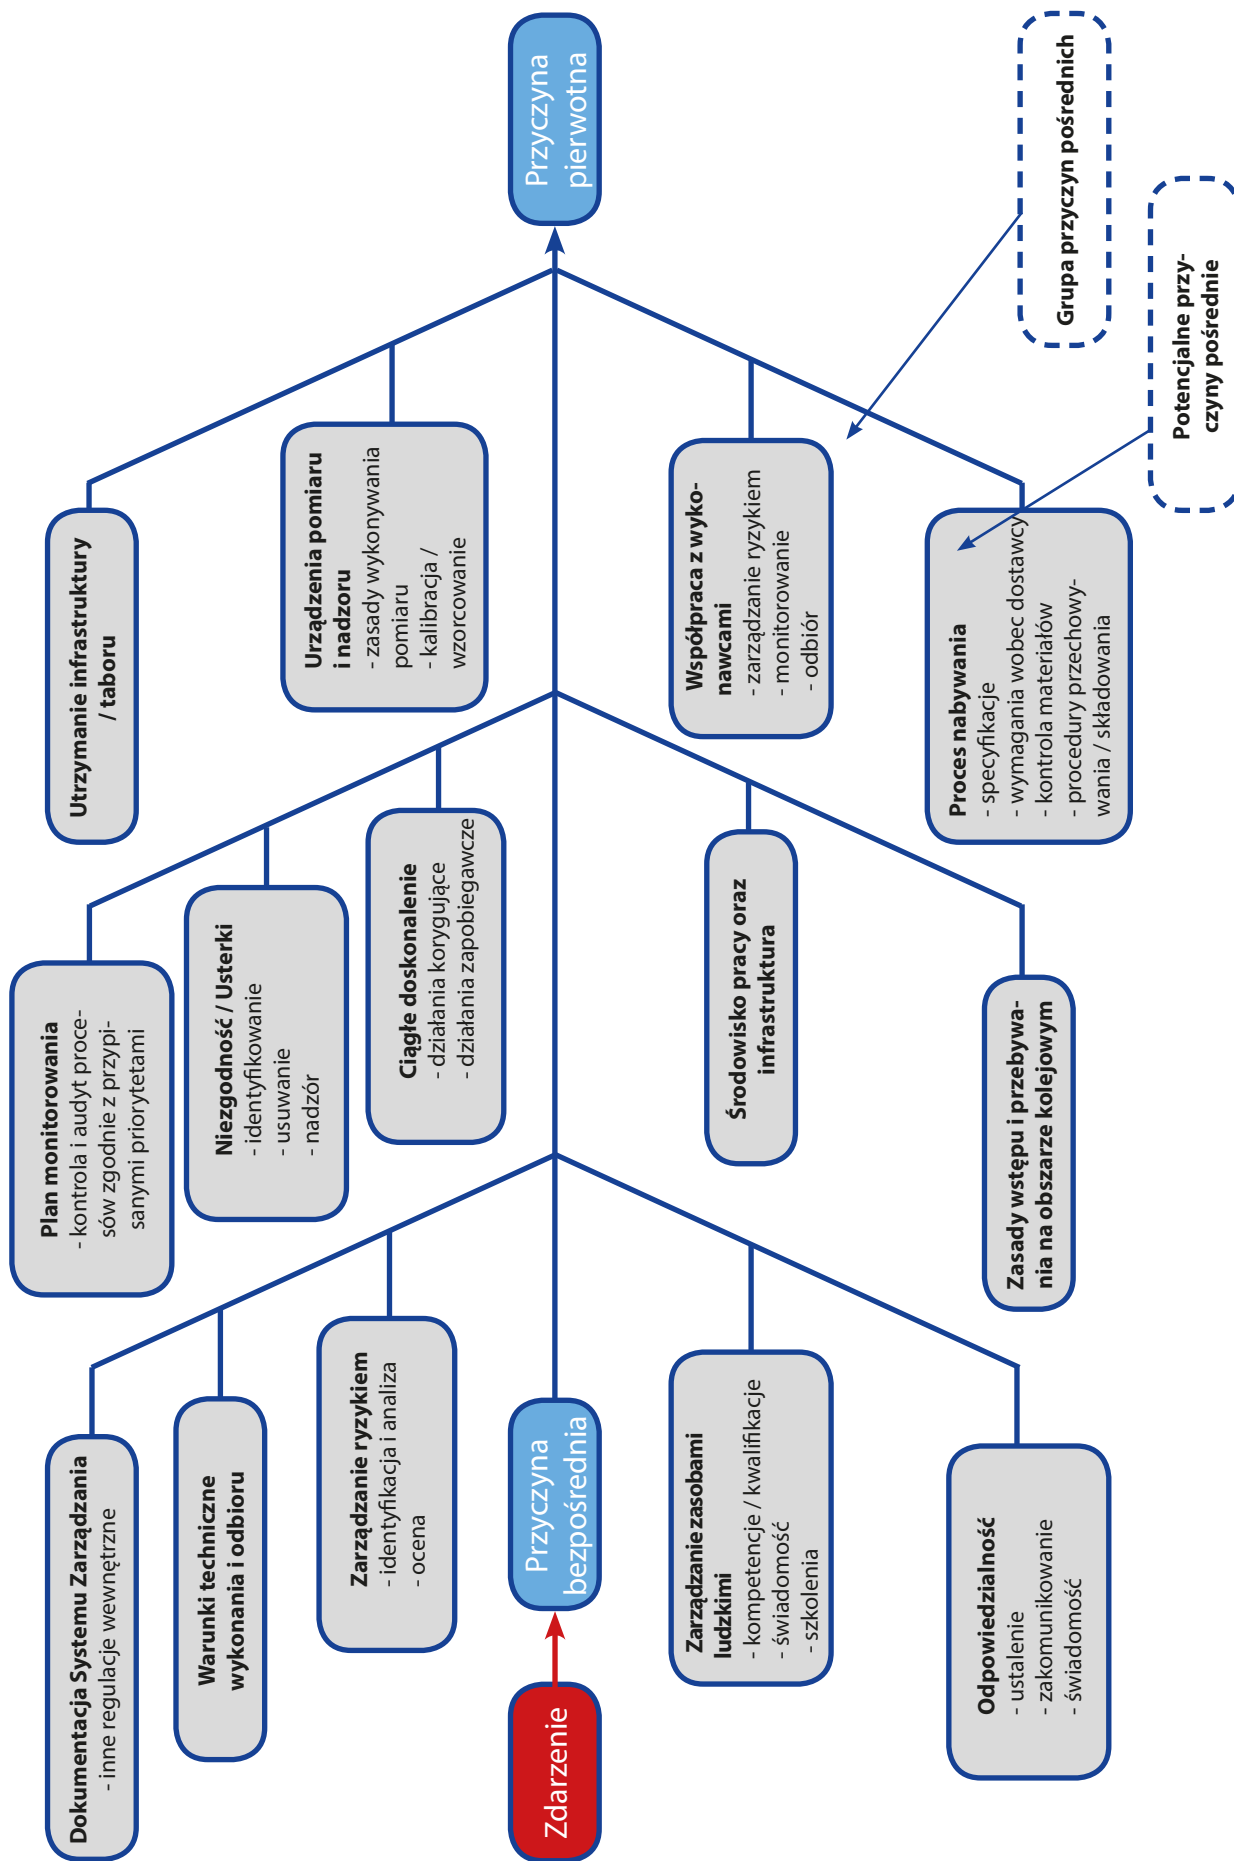 Dokumentacja Systemu Zarządzania
- inne regulacje wewnętrzne
Warunki techniczne
wykonania i odbioru
Zarządzanie ryzykiem
- identyfikacja i analiza
- ocena
Plan monitorowania
- kontrola i audyt proce-
sów zgodnie z przypi-
sanymi priorytetami
Niezgodność / Usterki
- identyfikowanie
- usuwanie
- nadzór
Ciągłe doskonalenie
- działania korygujące
- działania zapobiegawcze
Utrzymanie infrastruktury
/ taboru
Urządzenia pomiaru
i nadzoru
- zasady wykonywania
pomiaru
- kalibracja /
wzorcowanie
Zdarzenie
Przyczyna
bezpośrednia
Przyczyna
pierwotna
Zarządzanie zasobami
ludzkimi
- kompetencje / kwalifikacje
- świadomość
- szkolenia
Odpowiedzialność
- ustalenie
- zakomunikowanie
- świadomość
Środowisko pracy oraz
infrastruktura
Zasady wstępu i przebywa-
nia na obszarze kolejowym
Współpraca z wyko-
nawcami
- zarządzanie ryzykiem
- monitorowanie
- odbiór
Proces nabywania
- specyfikacje
- wymagania wobec dostawcy
- kontrola materiałów
- procedury przechowy-
wania / składowania
Grupa przyczyn pośrednich
Potencjalne przy-
czyny pośrednie